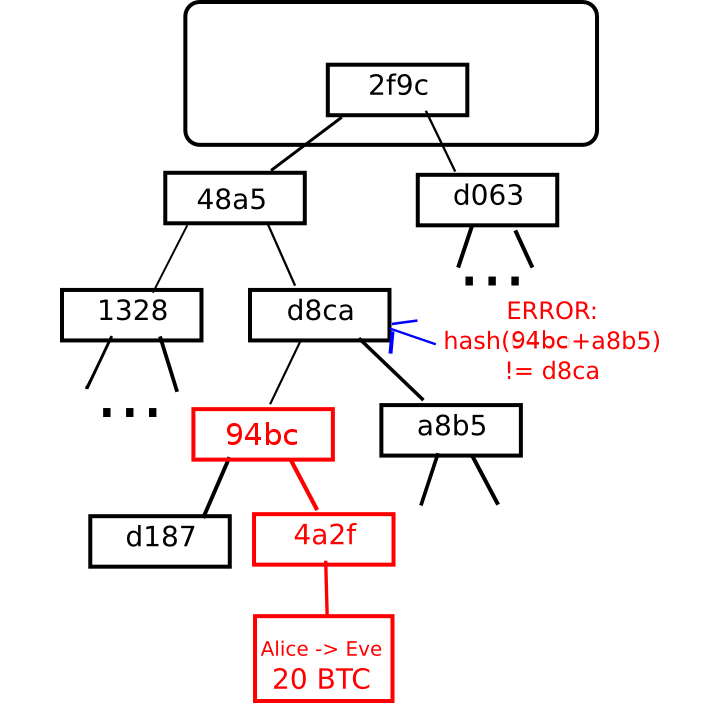 2f9c
48a5
d063
...
1328
d8ca
ERROR:
hash(94bc+a8b5)
!= d8ca
...
94bc
a8b5
d187
4a2f
Alice -> Eve
20 BTC